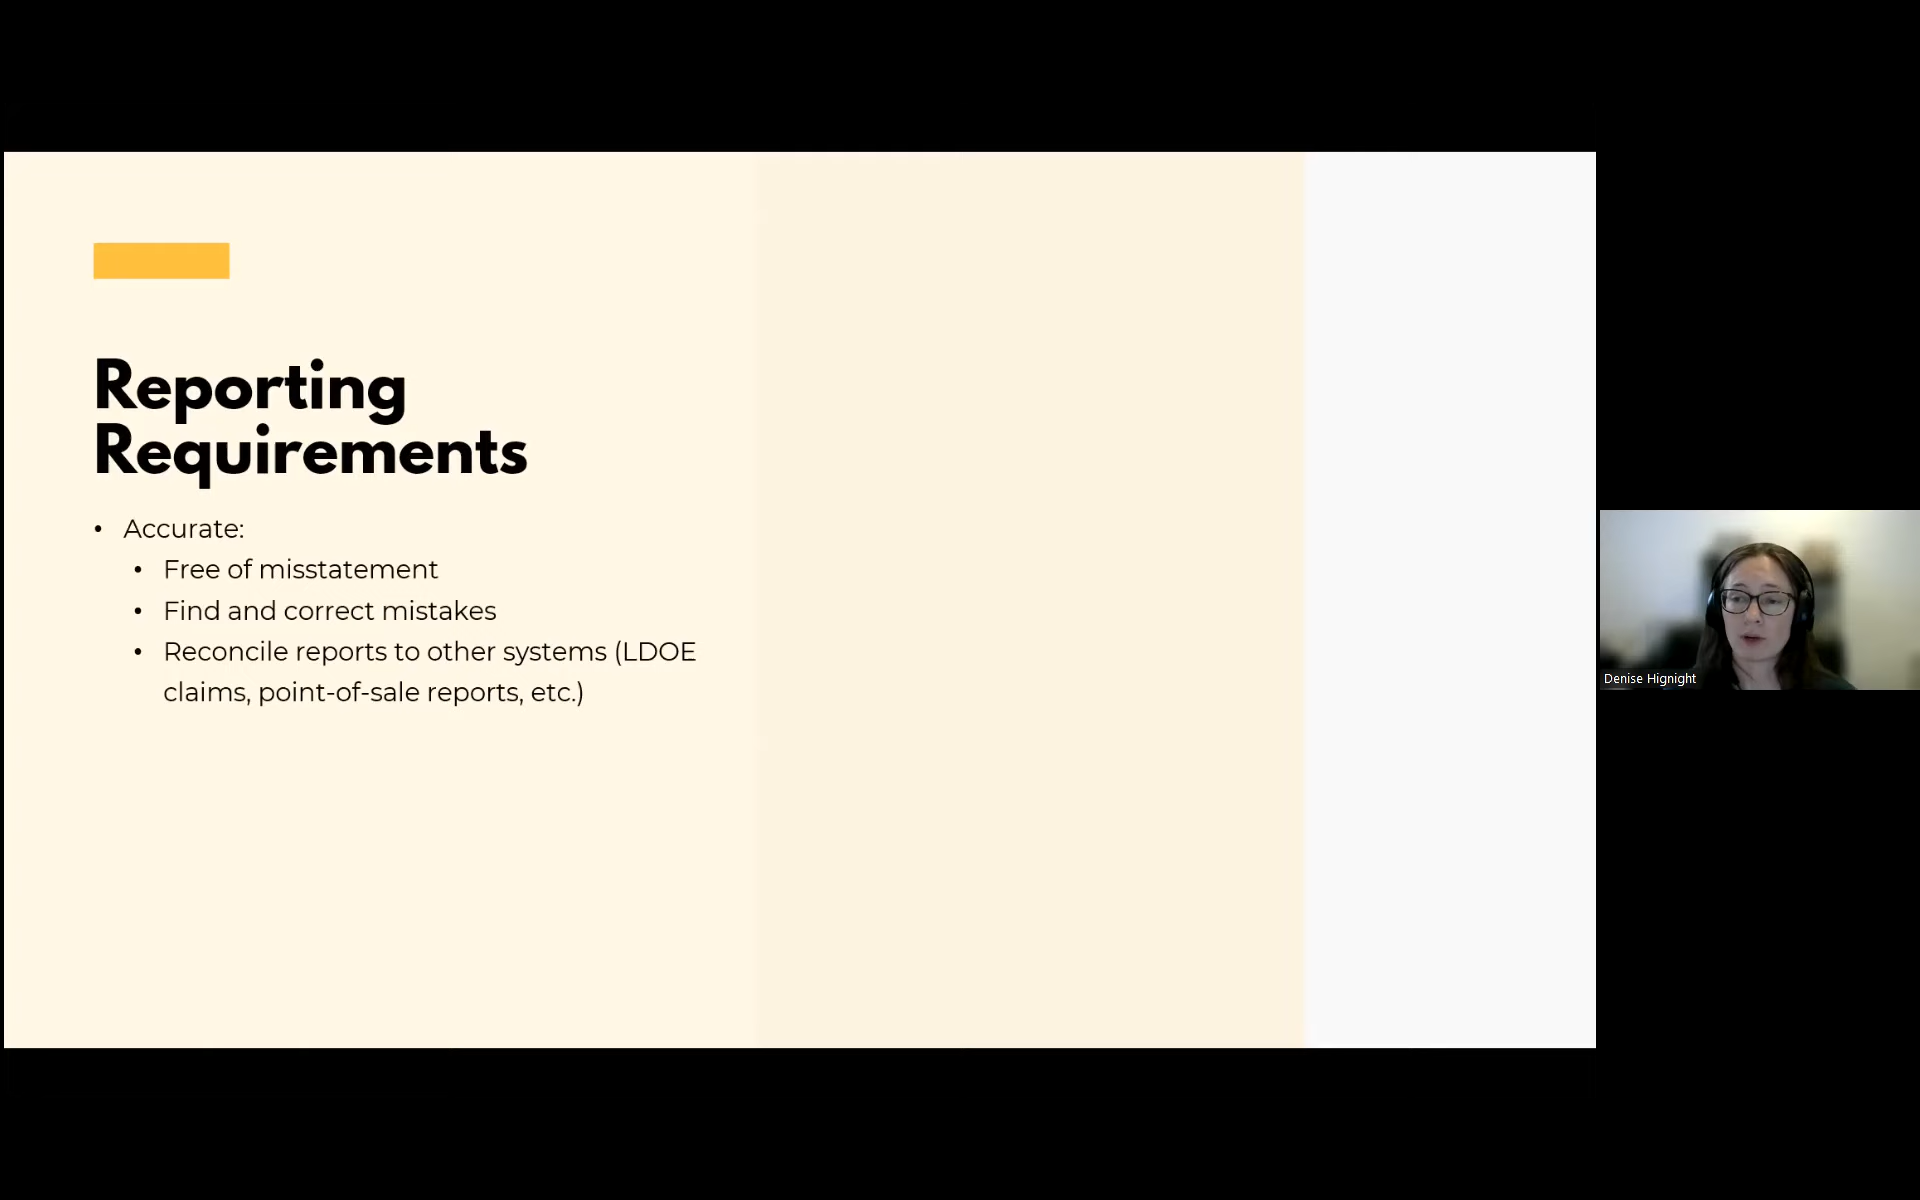 Reporting
Requirements
• Accurate:
• Free of misstatement
• Find and correct mistakes
• Reconcile reports to other systems (LDOE
claims, point-of-sale reports, etc.)
Denise Hignight